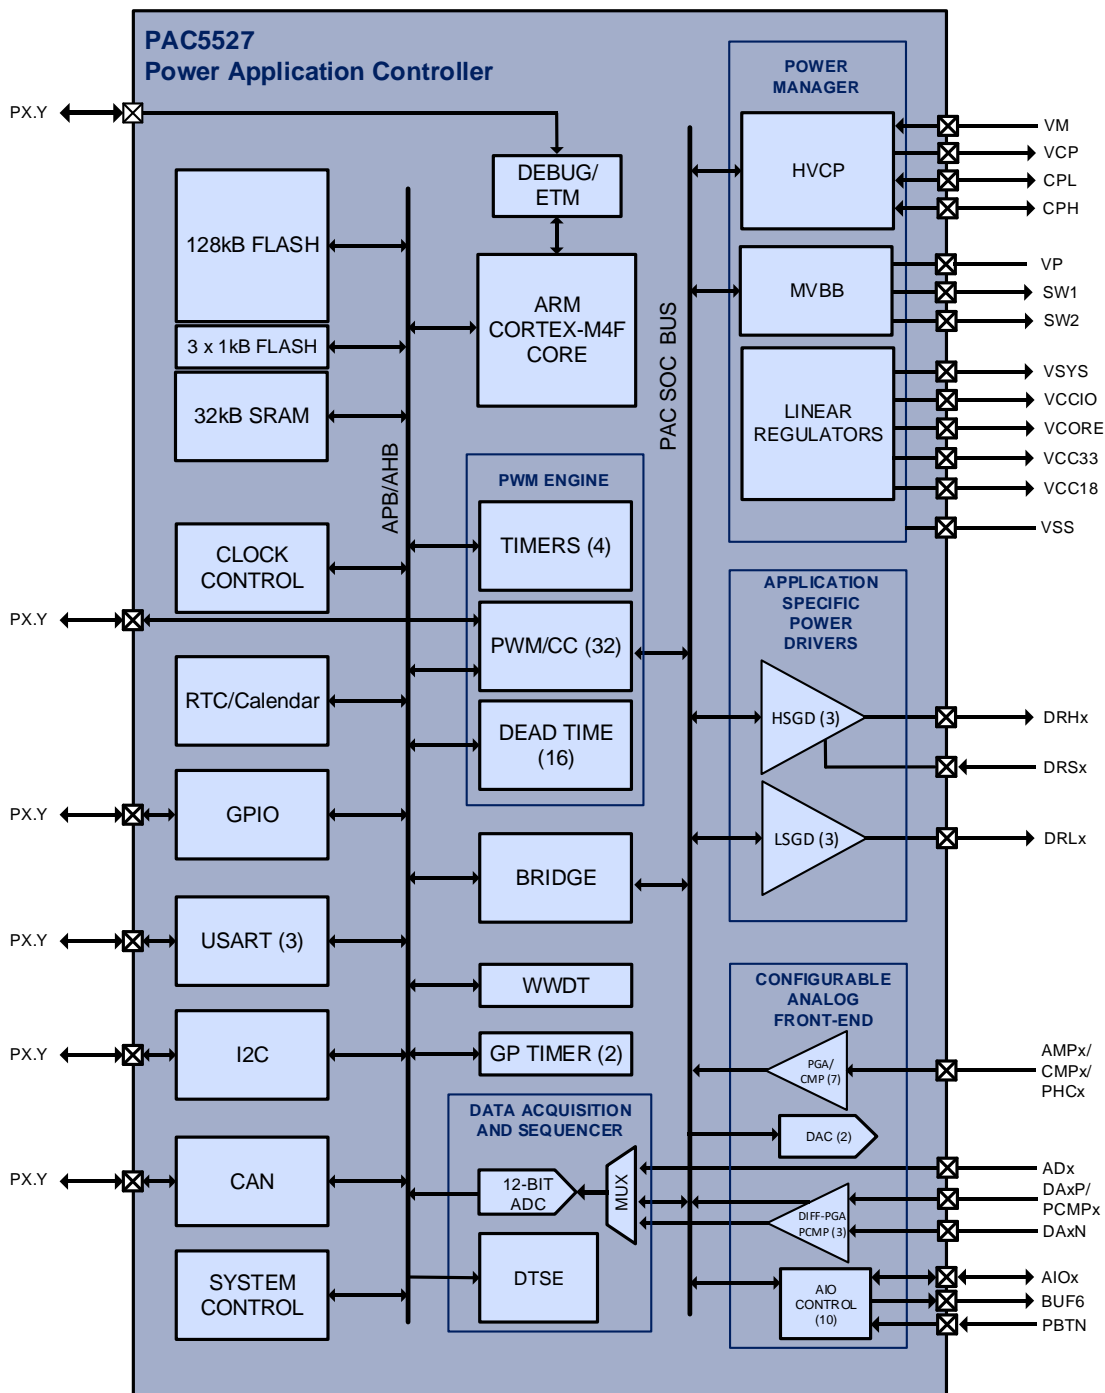 PAC5527
Power Application Controller
PX.Y
DEBUG/
ETM
128kB FLASH
3 x 1kB FLASH
32kB SRAM
ARM
CORTEX-M4F
CORE
APB/AHB
PAC SOC BUS
CLOCK
CONTROL
PX.Y
RTC/Calendar
PX.Y
GPIO
PX.Y
USART (3)
PX.Y
I2C
PX.Y
CAN
SYSTEM
CONTROL
PWM ENGINE
TIMERS (4)
PWM/CC (32)
DEAD TIME
(16)
BRIDGE
WWDT
GP TIMER (2)
DATA ACQUISITION
AND SEQUENCER
12-BIT
ADC
MUX
DTSE
POWER
MANAGER
HVCP
VM
VCP
CPL
CPH
MVBB
VP
SW1
SW2
LINEAR
REGULATORS
VSYS
VCCIO
VCORE
VCC33
VCC18
VSS
APPLICATION
SPECIFIC
POWER
DRIVERS
HSGD (3)
DRHx
DRSx
LSGD (3)
DRLx
CONFIGURABLE
ANALOG
FRONT-END
PGA/
CMP (7)
AMPx/
CMPx/
PHCx
DAC (2)
ADx
DIFF-PGA
PCMP (3)
DAxP/
PCMPx
DAxN
AIO
CONTROL
(10)
AIOx
BUF6
PBTN